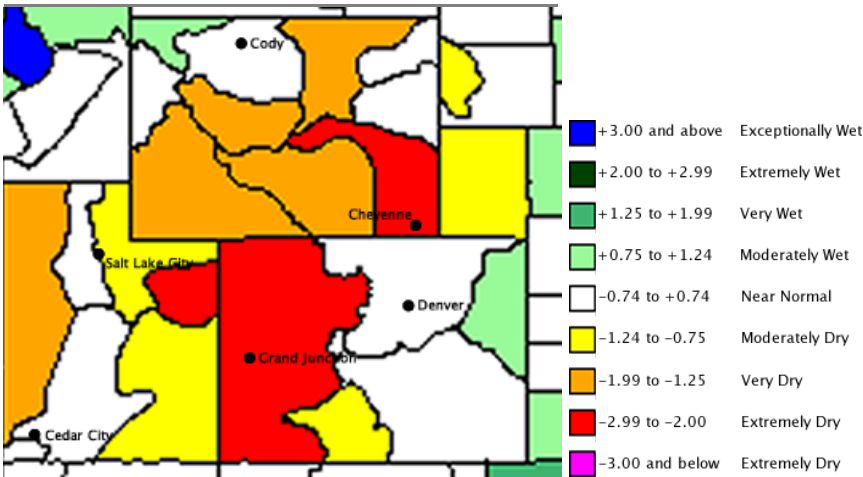 Cody
Cheyenne
Salt Lake City
Denver
Grand Junction
Cedar City
+3.00 and above Exceptionally Wet
+2.00 to +2.99 Extremely Wet
+1.25 to +1.99 Very Wet
+0.75 to +1.24 Moderately Wet
-0.74 to +0.74 Near Normal
-1.24 to -0.75 Moderately Dry
-1.99 to -1.25 Very Dry
-2.99 to -2.00 Extremely Dry
-3.00 and below Extremely Dry